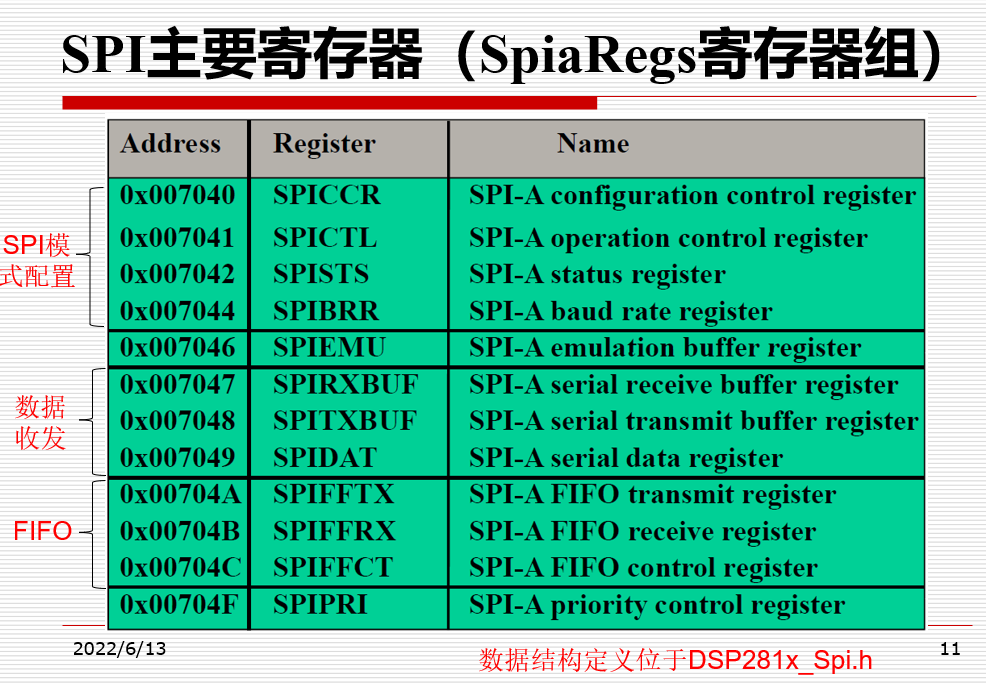 SPI主要寄存器（SpiaRegs寄存器组）
Address Register Name
0x007040 SPICCR SPI-A configuration control register
0x007041 SPICTL SPI-A operation control register
0x007042 SPISTS SPI-A status register
0x007044 SPIBRR SPI-A baud rate register
SPI模
式配置
0x007046 SPIEMU SPI-A emulation buffer register
0x007047 SPIRXBUF SPI-A serial receive buffer register
0x007048 SPITXBUF SPI-A serial transmit buffer register
0x007049 SPIDAT SPI-A serial data register
数据
收发
0x00704A SPIFFTX SPI-A FIFO transmit register
0x00704B SPIFFRX SPI-A FIFO receive register
0x00704C SPIFFCT SPI-A FIFO control register
FIFO
0x00704F SPIPRI SPI-A priority control register
2022/6/13
数据结构定义位于DSP281x_Spi.h
11